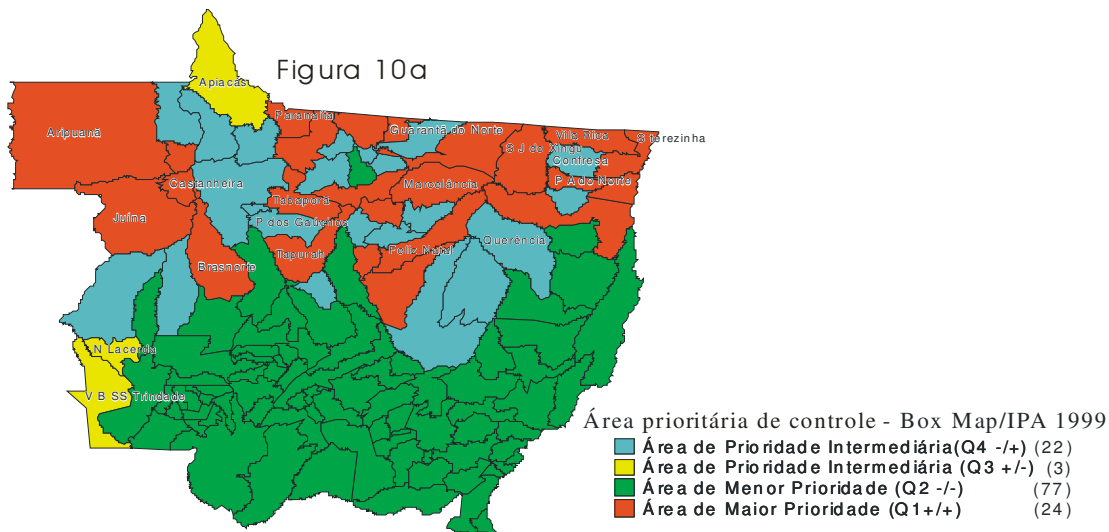 Figura 10a
Apiacás
Aripuanã
Paranaíta
Guarantã do Norte
Vila Rica
S terezinha
S J do Xingu
Confresa
Castanheira
Marcelância
P A do Norte
Tabaporã
Juína
P dos Gaúchos
Querência
Tapurah
Feliz Natal
Brasnorte
N Lacerda
V B SS Trindade
Área prioritária de controle - Box Map/IPA 1999
Área de Prioridade Intermediária(Q4 -/+) (22)
Área de Prioridade Intermediária (Q3 +/-) (3)
Área de Menor Prioridade (Q2 -/-) (77)
Área de Maior Prioridade (Q1+/+) (24)